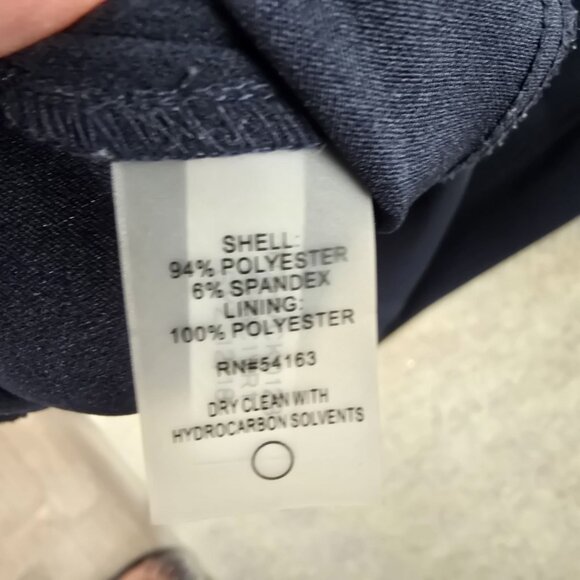 SHELL:
94% POLYESTER
6% SPANDEX
LINING:
100% POLYESTER
RN#54163
DRY CLEAN WITH
HYDROCARBON SOLVENTS